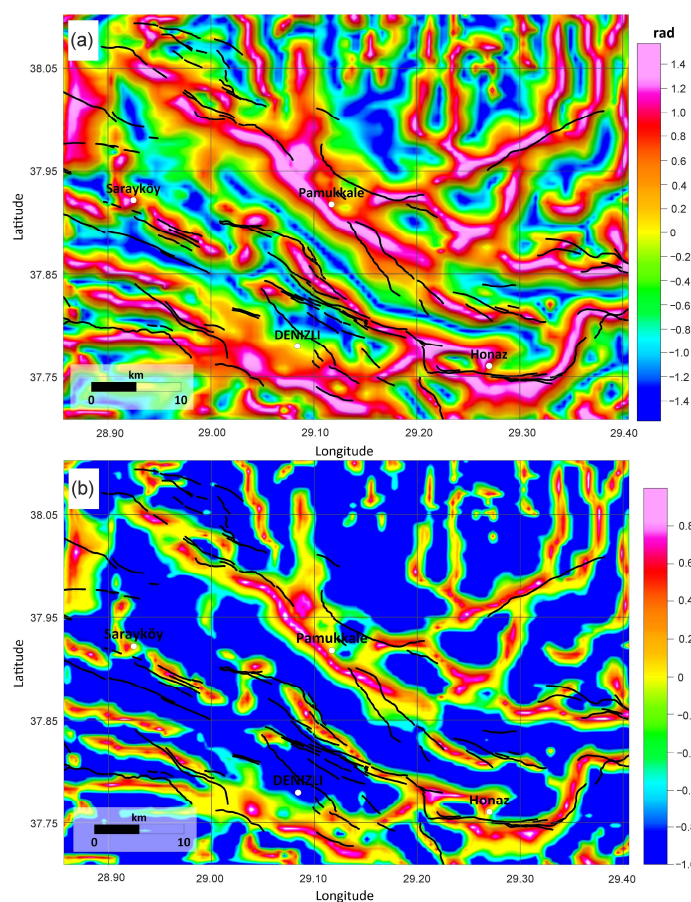 (a)
rad
38.05
37.95
37.85
37.75
Latitude
Sarayköy
Pamukkale
DENIZLI
Honaz
km
0 10
28.90 29.00 29.10 29.20 29.30 29.40
Longitude
1.4
1.2
1.0
0.8
0.6
0.4
0.2
0
−0.2
−0.4
−0.6
−0.8
−1.0
−1.2
−1.4
(b)
38.05
37.95
37.85
37.75
Latitude
Sarayköy
Pamukkale
DENIZLI
Honaz
km
0 10
28.90 29.00 29.10 29.20 29.30 29.40
Longitude
0.8
0.6
0.4
0.2
0